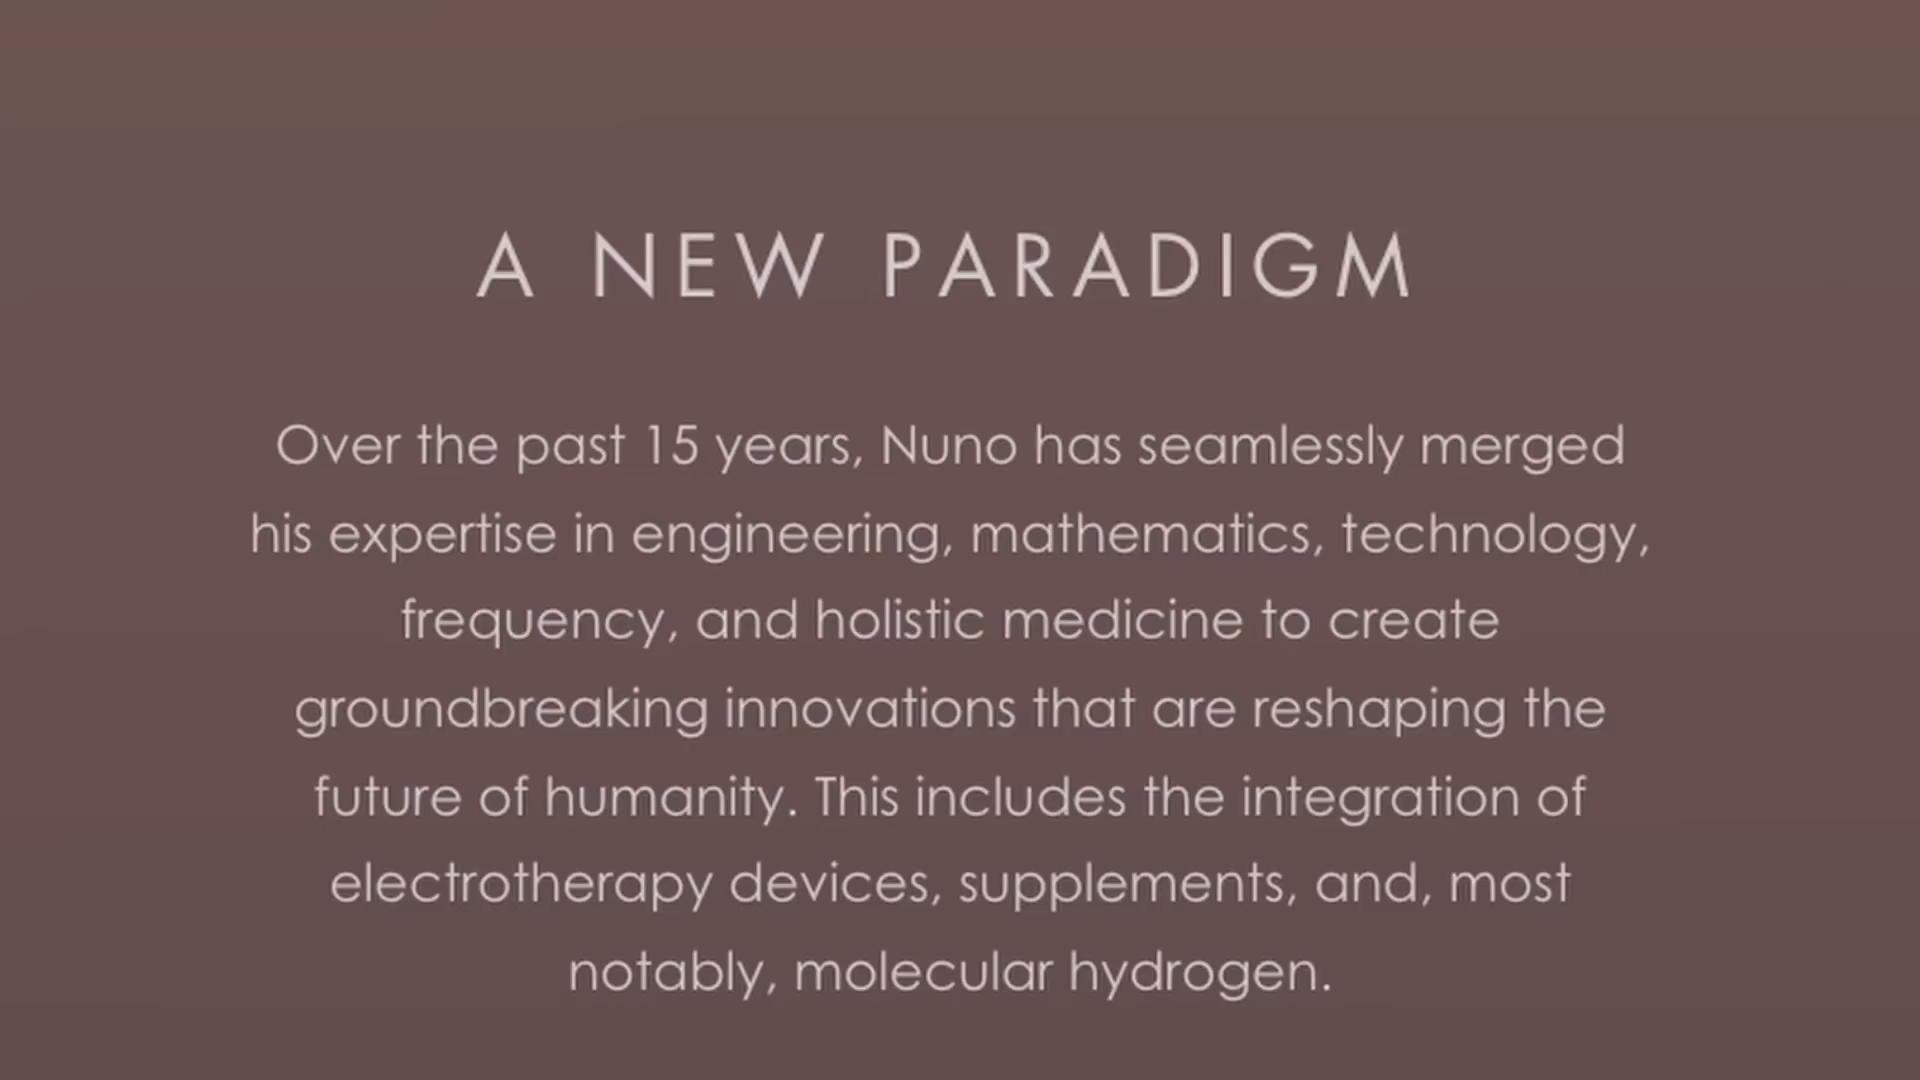 A NEW PARADIGM
Over the past 15 years, Nuno has seamlessly merged
his expertise in engineering, mathematics, technology,
frequency, and holistic medicine to create
groundbreaking innovations that are reshaping the
future of humanity. This includes the integration of
electrotherapy devices, supplements, and, most
notably, molecular hydrogen.